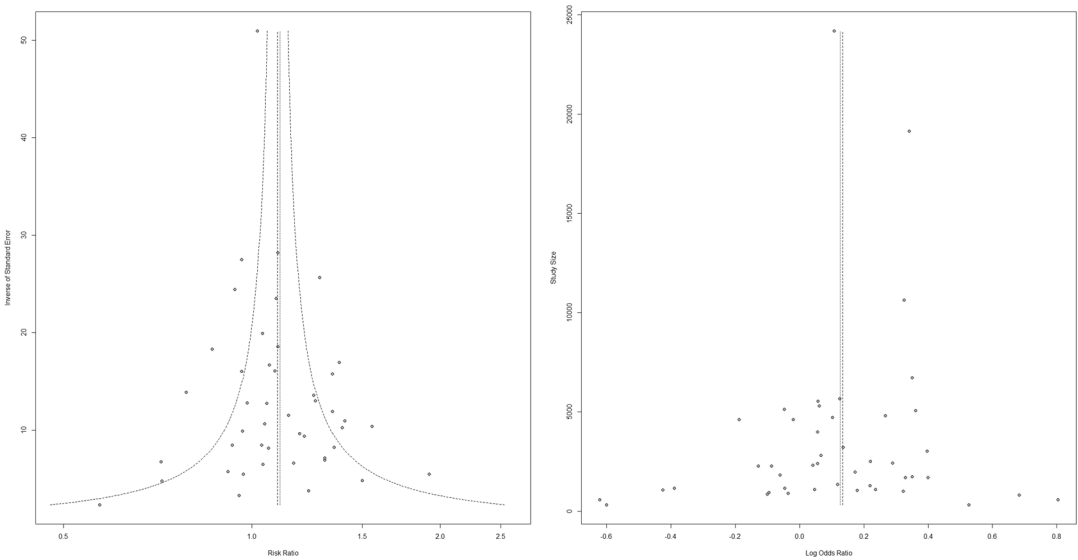 50
40
30
20
10
Inverse of Standard Error
0.5 1.0 1.5 2.0 2.5
Risk Ratio
25000
20000
15000
10000
5000
0
Study Size
-0.6 -0.4 -0.2 0.0 0.2 0.4 0.6 0.8
Log Odds Ratio